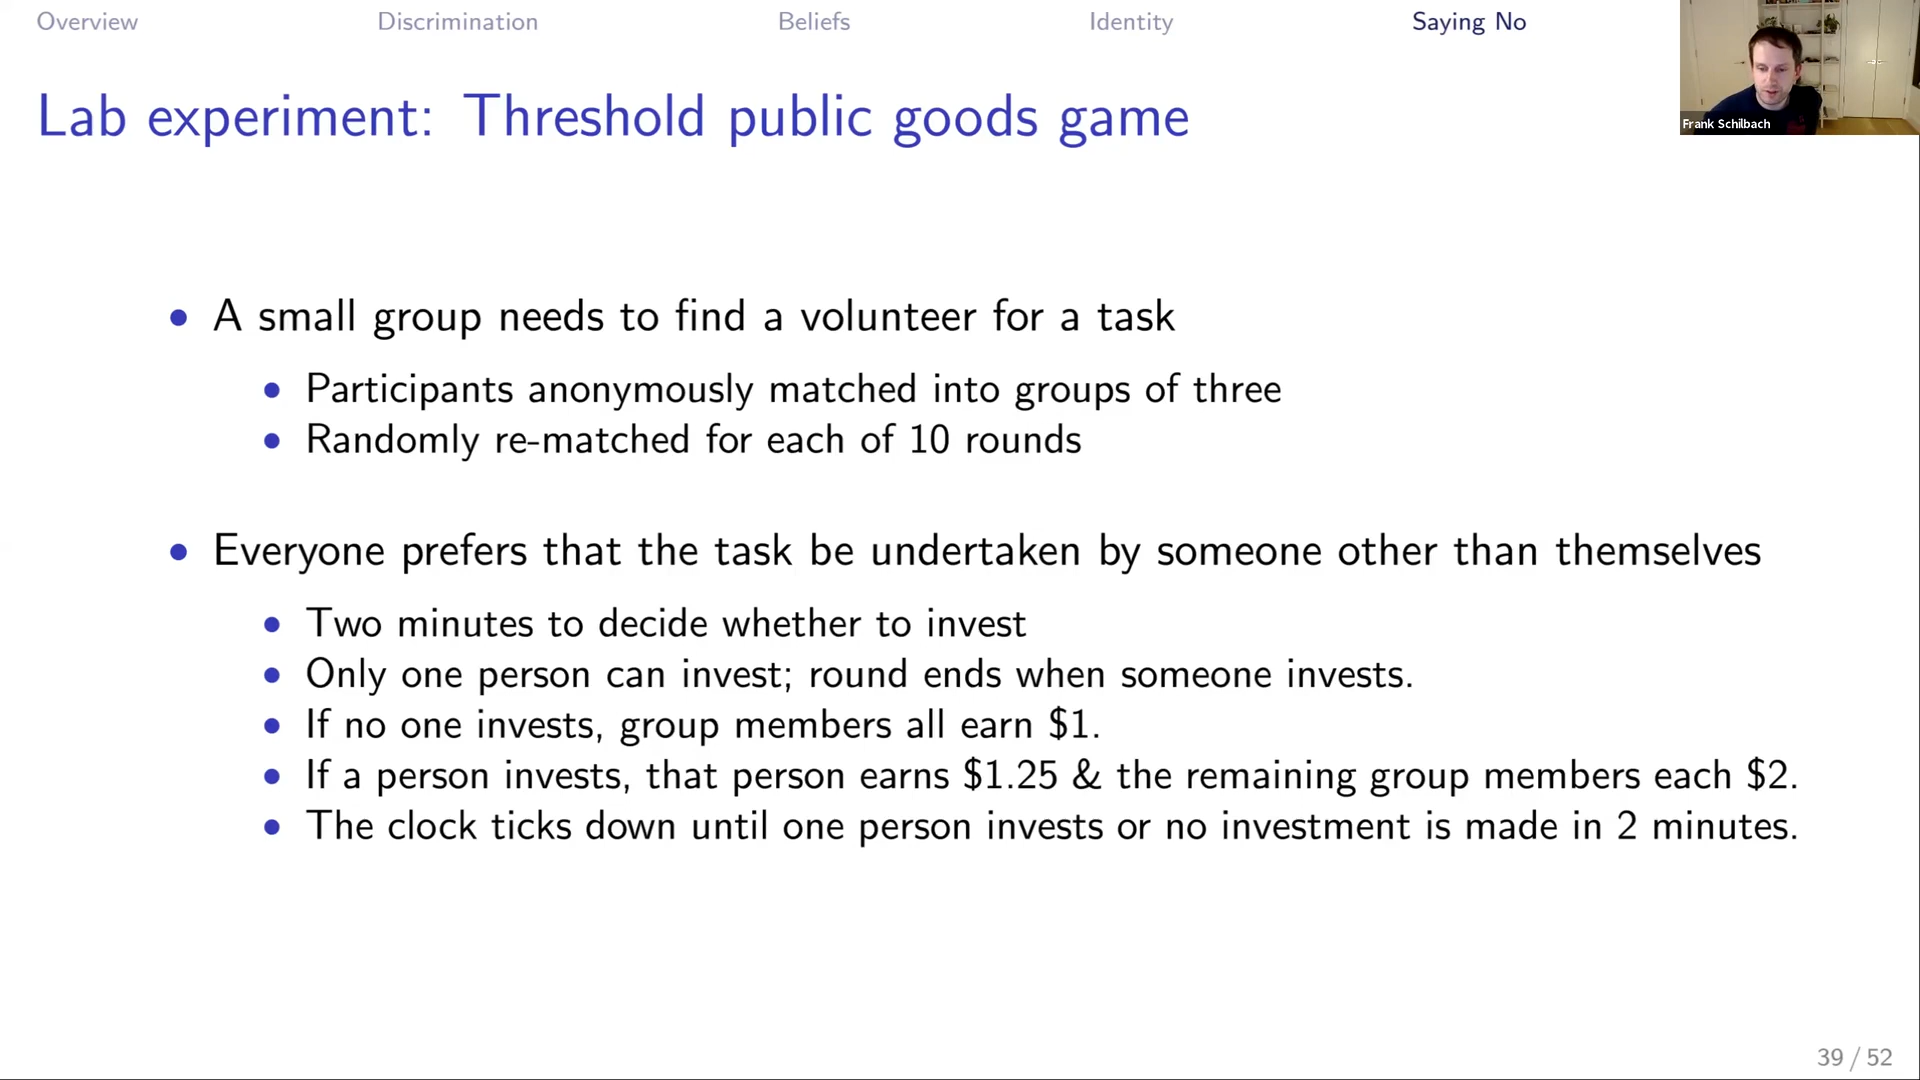 Overview Discrimination Beliefs Identity Saying No
Frank Schilbach
Lab experiment: Threshold public goods game
• A small group needs to find a volunteer for a task
• Participants anonymously matched into groups of three
• Randomly re-matched for each of 10 rounds
• Everyone prefers that the task be undertaken by someone other than themselves
• Two minutes to decide whether to invest
• Only one person can invest; round ends when someone invests.
• If no one invests, group members all earn $1.
• If a person invests, that person earns $1.25 & the remaining group members each $2.
• The clock ticks down until one person invests or no investment is made in 2 minutes.
39 / 52